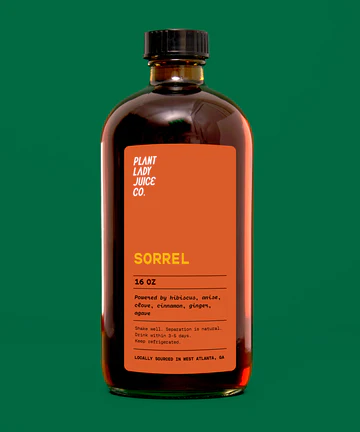 PLANT
LADY
JUICE
CO.
SORREL
16 OZ
Powered by hibiscus, anise,
clove, cinnamon, ginger,
agave
Shake well. Separation is natural.
Drink within 3-5 days.
Keep refrigerated.
LOCALLY SOURCED IN WEST ATLANTA, GA